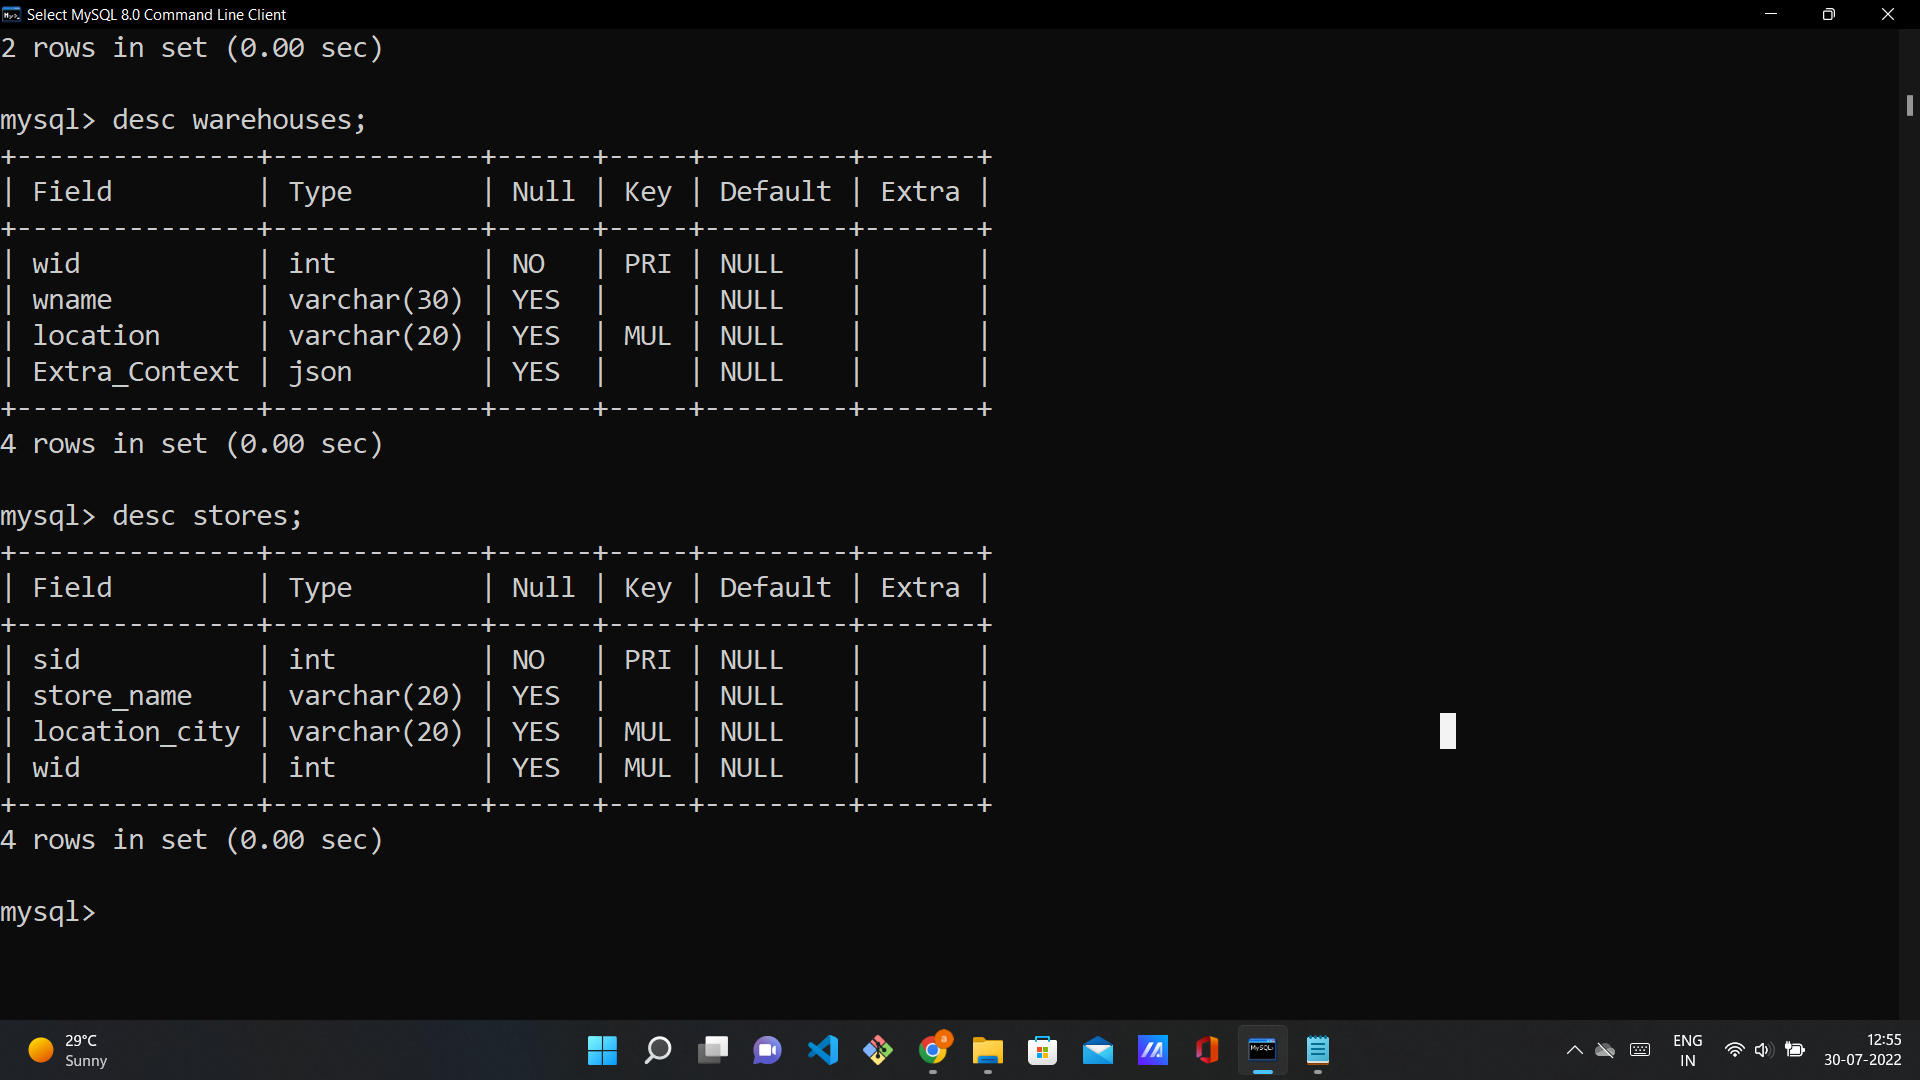 Select MySQL 8.0 Command Line Client
2 rows in set (0.00 sec)
mysql> desc warehouses;
+---------------+-------------+------+-----+---------+-------+
| Field         | Type        | Null | Key | Default | Extra |
+---------------+-------------+------+-----+---------+-------+
| wid           | int         | NO   | PRI | NULL    |       |
| wname         | varchar(30) | YES  |     | NULL    |       |
| location      | varchar(20) | YES  | MUL | NULL    |       |
| Extra_Context | json        | YES  |     | NULL    |       |
+---------------+-------------+------+-----+---------+-------+
4 rows in set (0.00 sec)
mysql> desc stores;
+---------------+-------------+------+-----+---------+-------+
| Field         | Type        | Null | Key | Default | Extra |
+---------------+-------------+------+-----+---------+-------+
| sid           | int         | NO   | PRI | NULL    |       |
| store_name    | varchar(20) | YES  |     | NULL    |       |
| location_city | varchar(20) | YES  | MUL | NULL    |       |
| wid           | int         | YES  | MUL | NULL    |       |
+---------------+-------------+------+-----+---------+-------+
4 rows in set (0.00 sec)
mysql>
29°C
Sunny
a
MySQL>
ENG
IN
12:55
30-07-2022